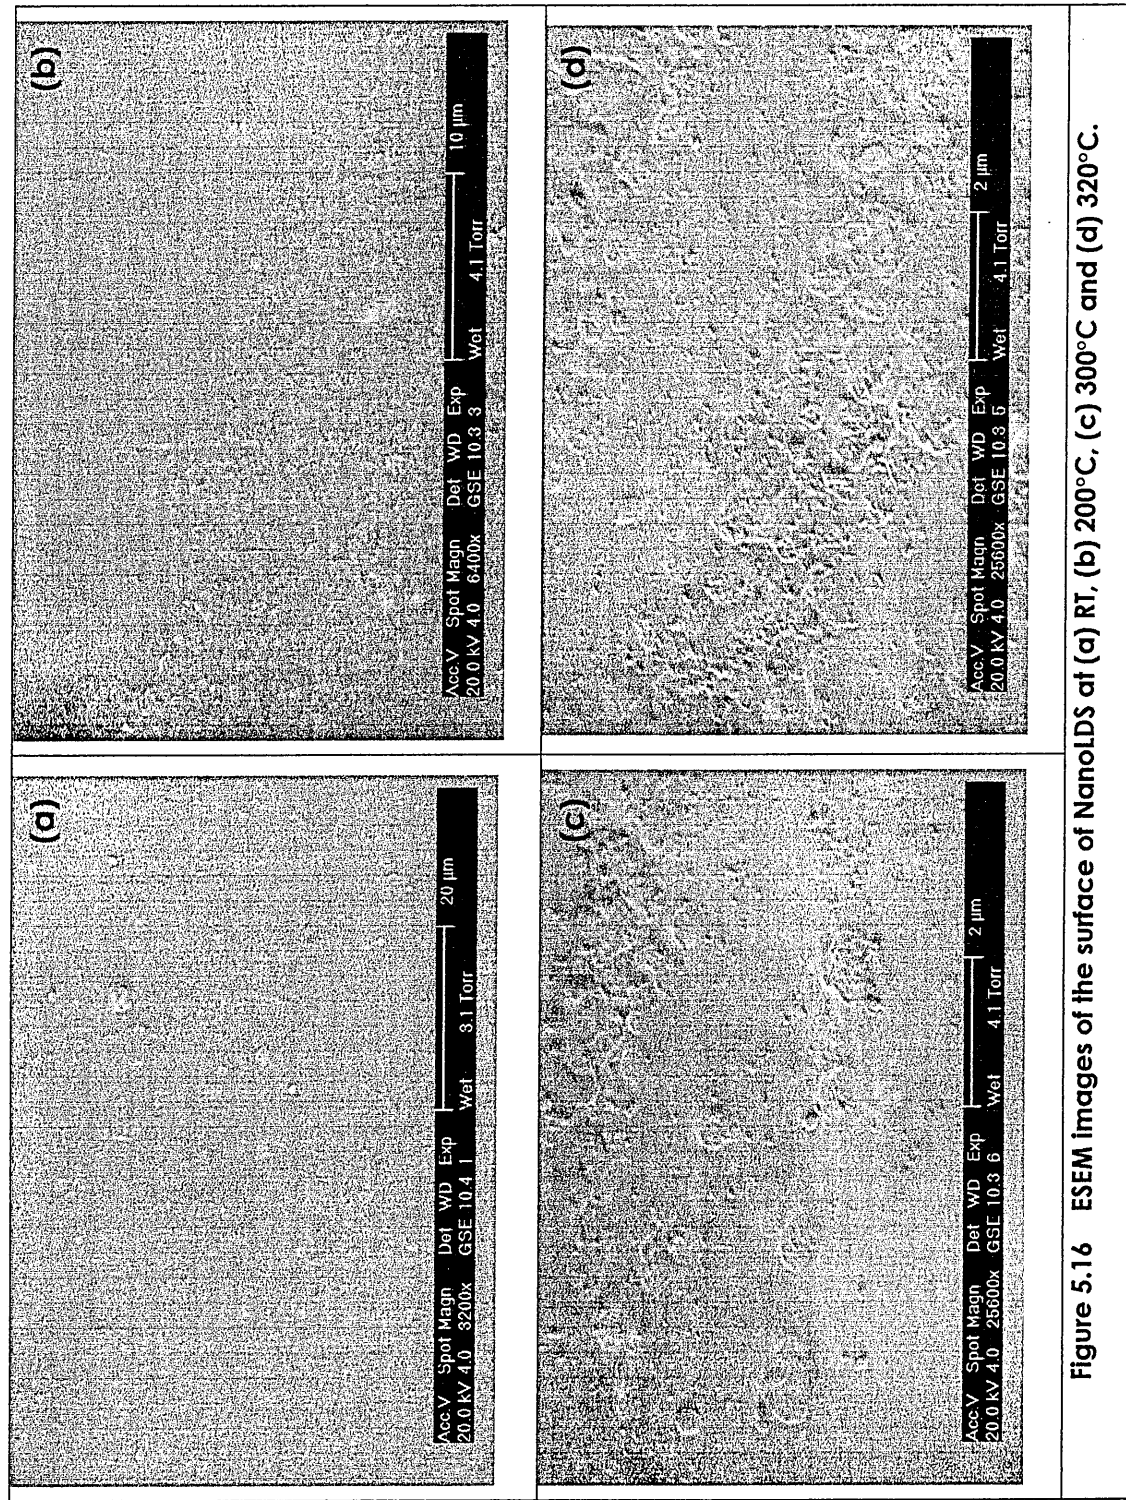 (a)
Acc.V Spot Magn Det WD Exp 20 µm
20.0 kV 4.0 3200x GSE 10.4 1 Wet 3.1 Torr
(b)
Acc.V Spot Magn Det WD Exp 10 µm
20.0 kV 4.0 6400x GSE 10.3 3 Wet 4.1 Torr
(c)
Acc.V Spot Magn Det WD Exp 2 µm
20.0 kV 4.0 25600x GSE 10.3 6 Wet 4.1 Torr
(d)
Acc.V Spot Magn Det WD Exp 2 µm
20.0 kV 4.0 25600x GSE 10.3 5 Wet 4.1 Torr
Figure 5.16 ESEM images of the surface of NanoLDS at (a) RT, (b) 200°C, (c) 300°C and (d) 320°C.